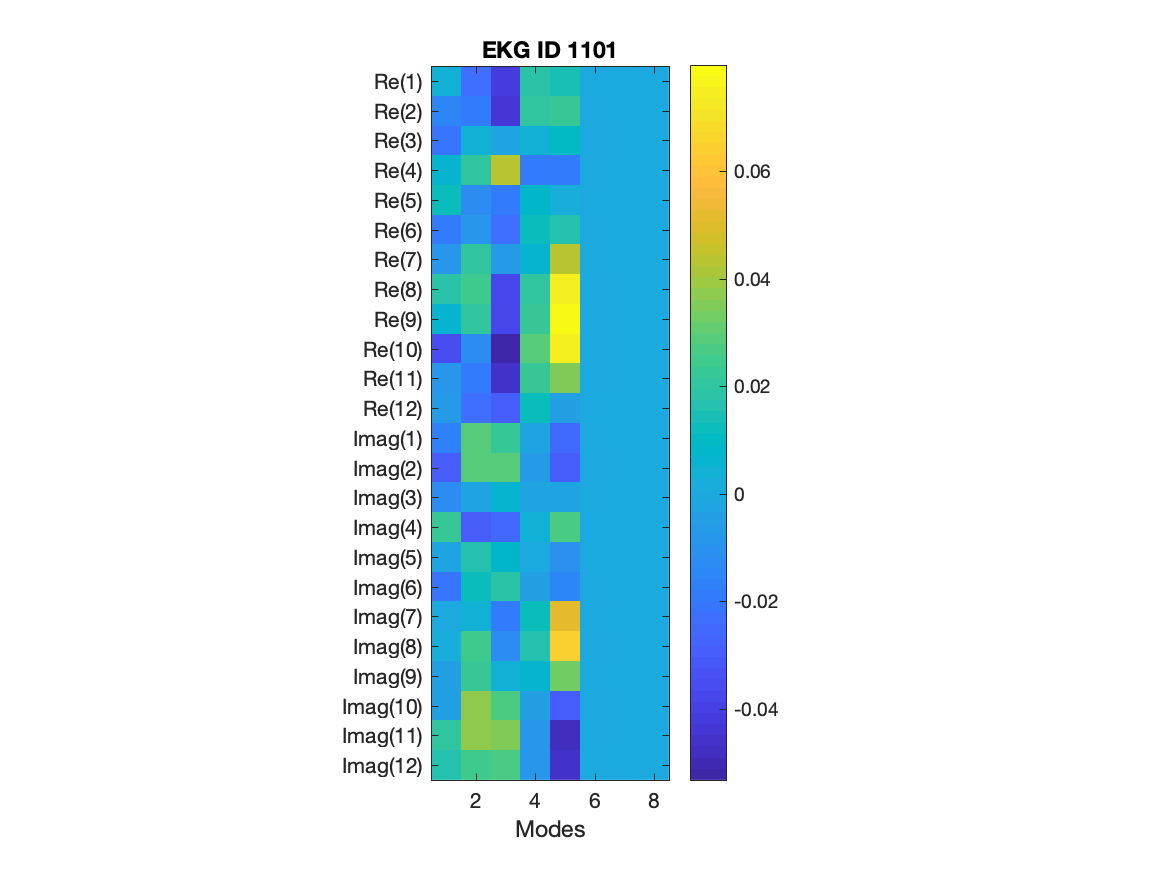 EKG ID 1101
Re(1)
Re(2)
Re(3)
Re(4)
Re(5)
Re(6)
Re(7)
Re(8)
Re(9)
Re(10)
Re(11)
Re(12)
Imag(1)
Imag(2)
Imag(3)
Imag(4)
Imag(5)
Imag(6)
Imag(7)
Imag(8)
Imag(9)
Imag(10)
Imag(11)
Imag(12)
2 4 6 8
Modes
0.06
0.04
0.02
0
-0.02
-0.04